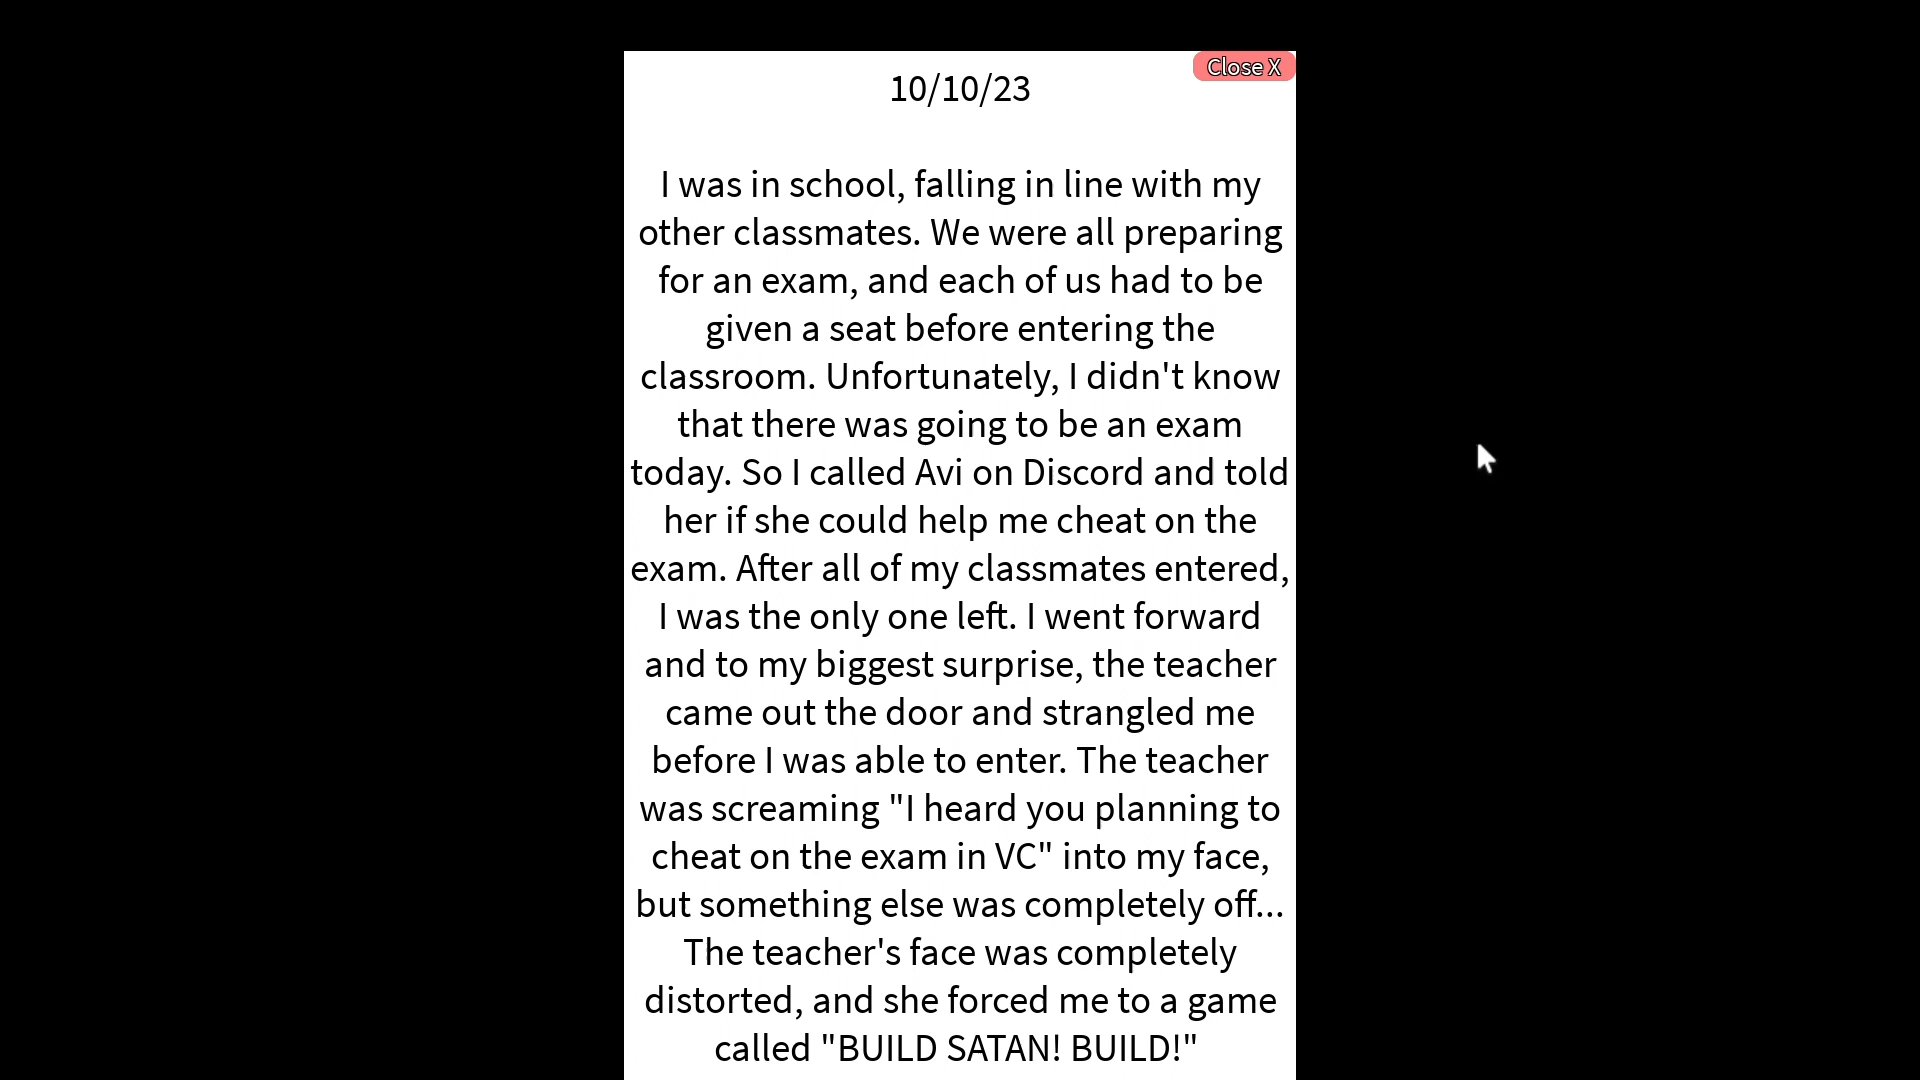 Close X
10/10/23
I was in school, falling in line with my
other classmates. We were all preparing
for an exam, and each of us had to be
given a seat before entering the
classroom. Unfortunately, I didn't know
that there was going to be an exam
today. So I called Avi on Discord and told
her if she could help me cheat on the
exam. After all of my classmates entered,
I was the only one left. I went forward
and to my biggest surprise, the teacher
came out the door and strangled me
before I was able to enter. The teacher
was screaming "I heard you planning to
cheat on the exam in VC" into my face,
but something else was completely off...
The teacher's face was completely
distorted, and she forced me to a game
called "BUILD SATAN! BUILD!"